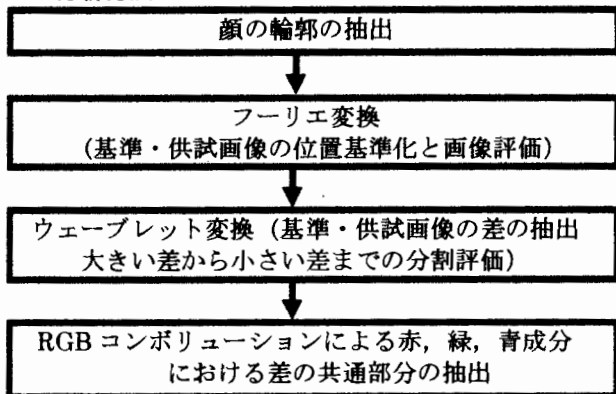 顔の輪郭の抽出
フーリエ変換
(基準・供試画像の位置基準化と画像評価)
ウェーブレット変換（基準・供試画像の差の抽出
大きい差から小さい差までの分割評価）
RGB コンボリューションによる赤，緑，青成分
における差の共通部分の抽出